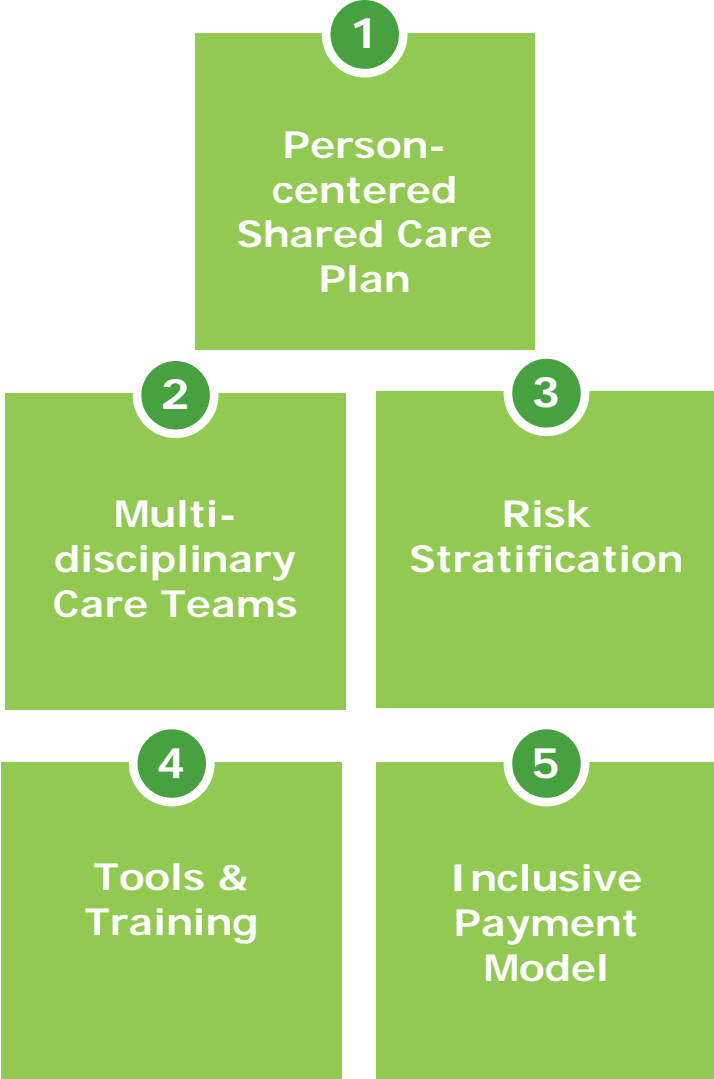 1
Person-
centered
Shared Care
Plan
2
Multi-
disciplinary
Care Teams
3
Risk
Stratification
4
Tools &
Training
5
Inclusive
Payment
Model